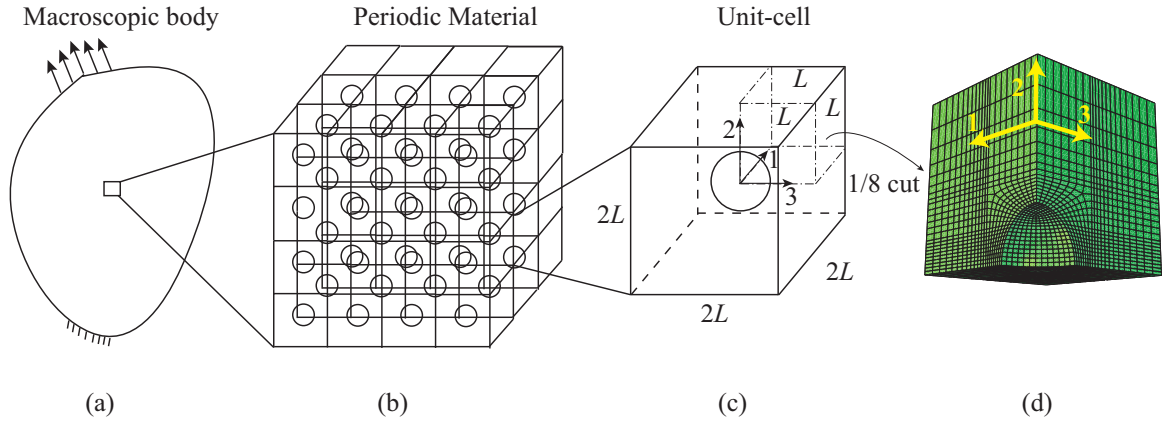 Macroscopic body
Periodic Material
Unit-cell
L
L
L
2
1
3
2L
2L
2L
1/8 cut
2
1
3
(a)
(b)
(c)
(d)